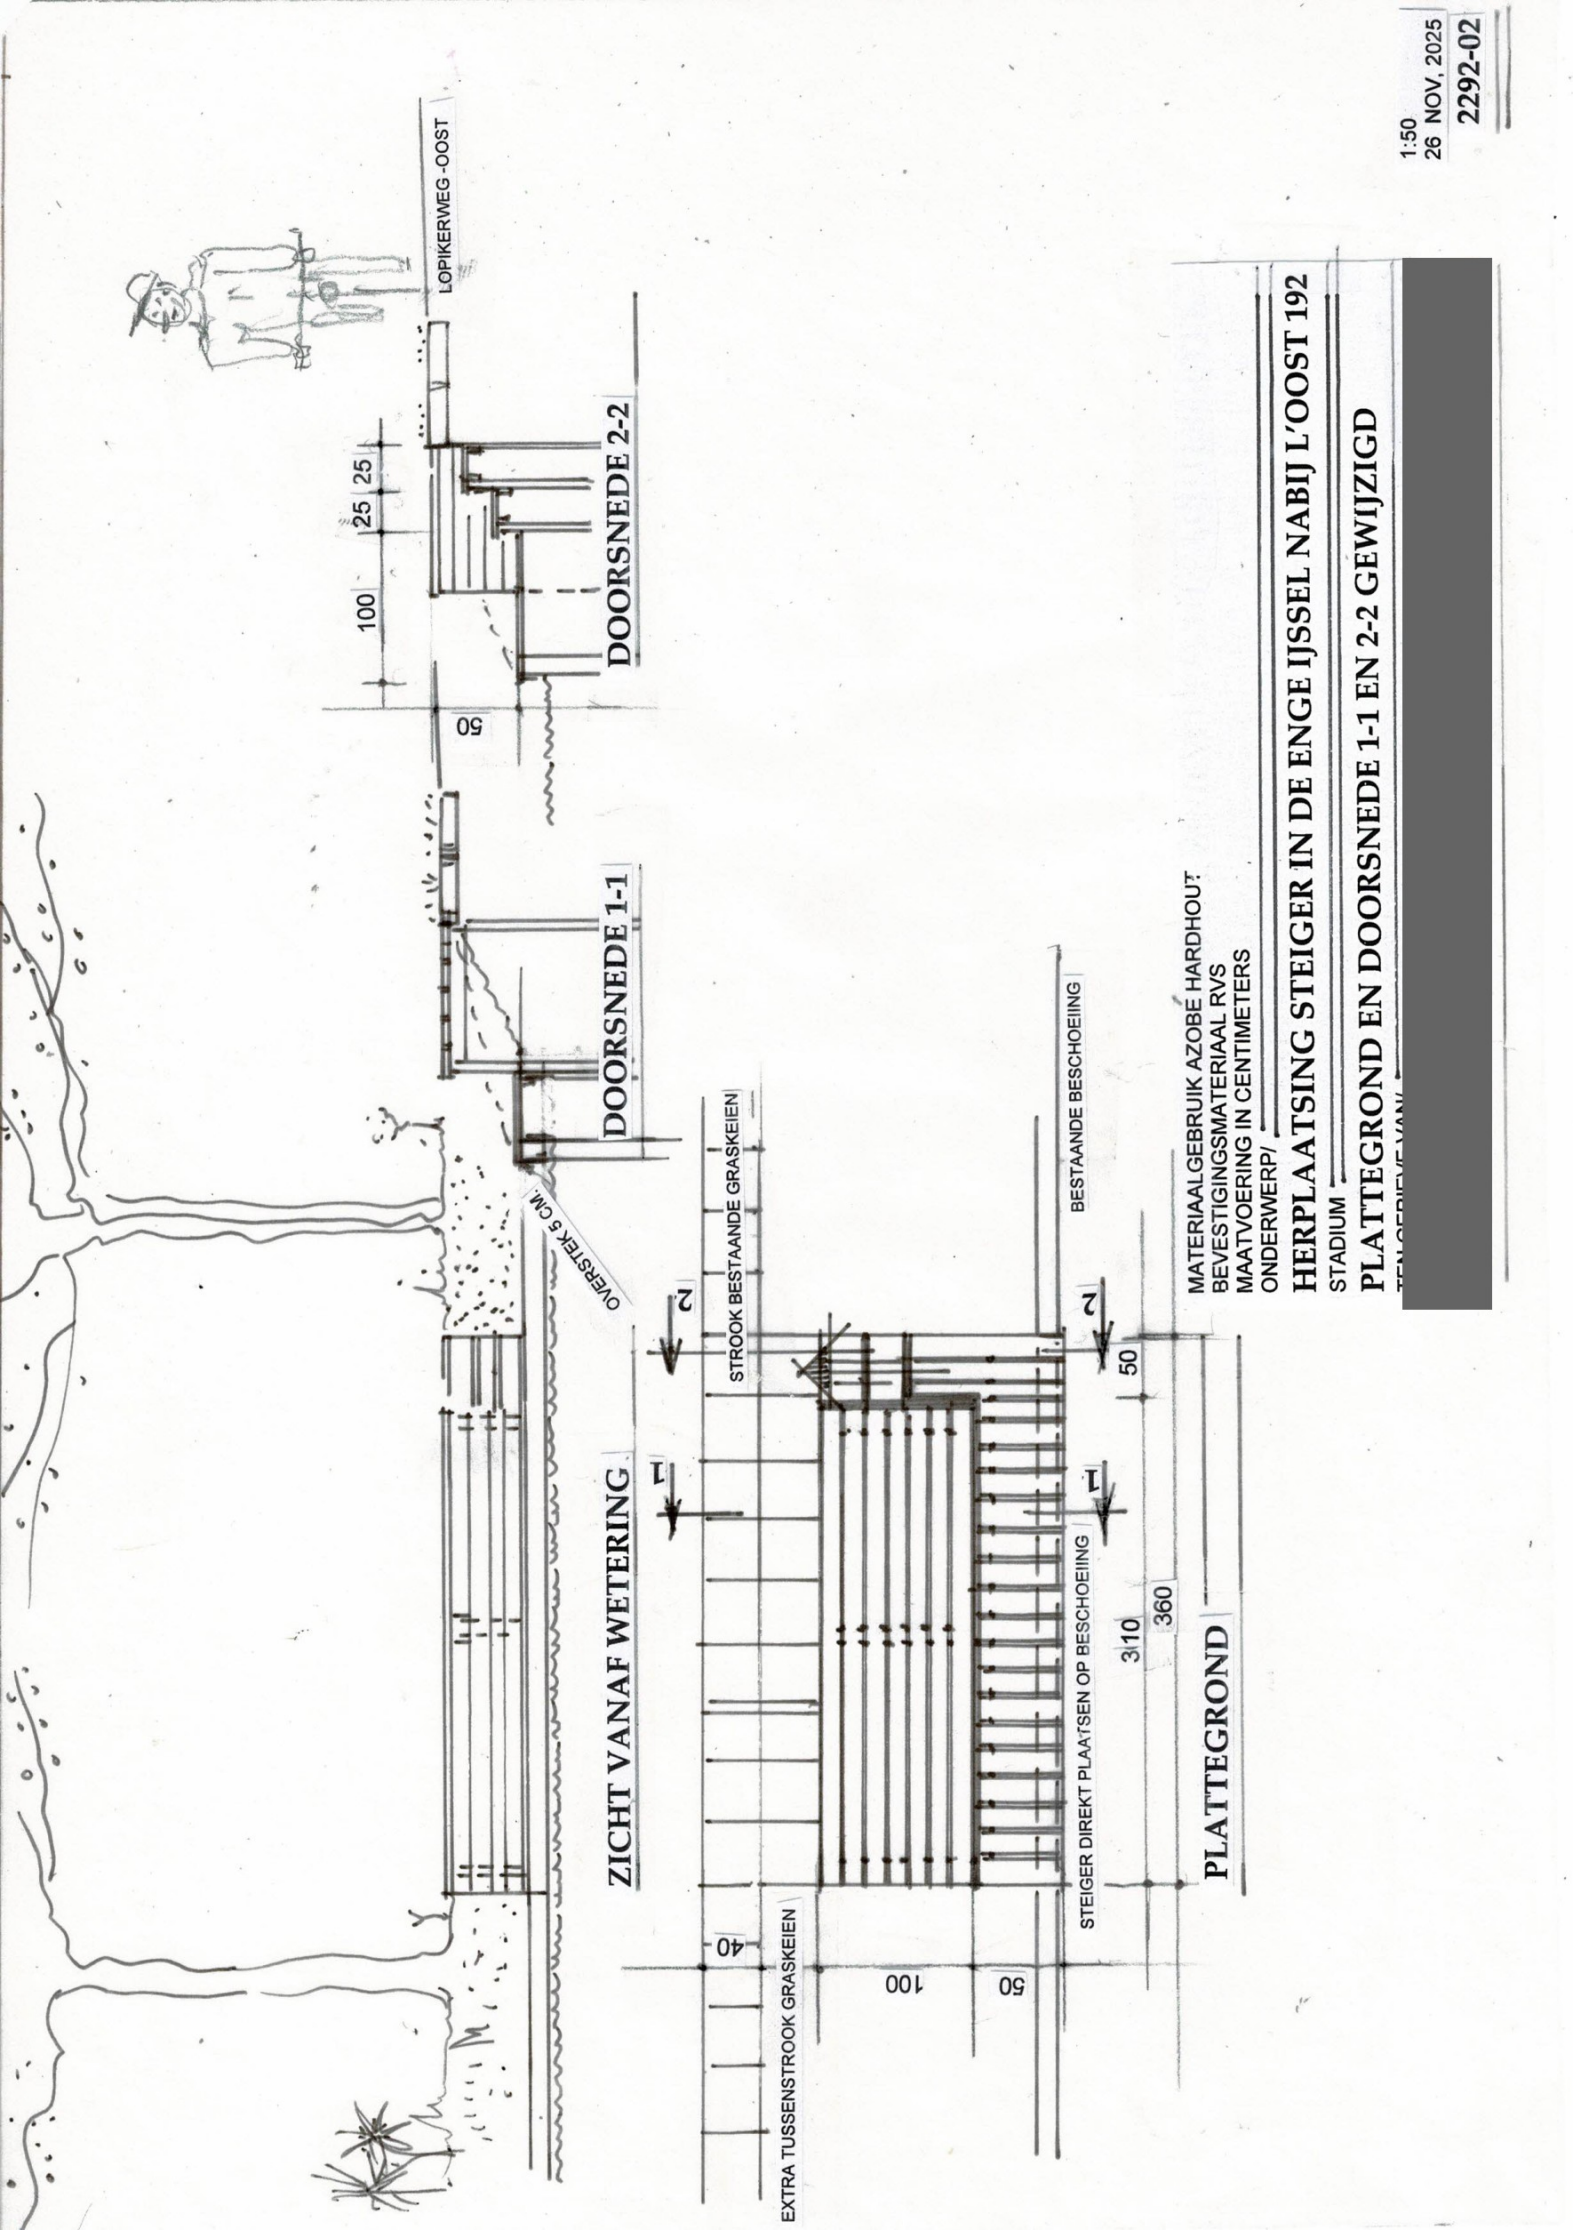 LOPIKERWEG -OOST
100
25
25
50
DOORSNEDE 2-2
DOORSNEDE 1-1
OVERSTEK 5 CM.
ZICHT VANAF WETERING
STROOK BESTAANDE GRASKEIEN
EXTRA TUSSENSTROOK GRASKEIEN
40
100
50
1
2
1
2
BESTAANDE BESCHOEIING
STEIGER DIREKT PLAATSEN OP BESCHOEIING
50
310
360
PLATTEGROND
MATERIAALGEBRUIK AZOBÉ HARDHOUT
BEVESTIGINGSMATERIAAL RVS
MAATVOERING IN CENTIMETERS
ONDERWERP/
HERPLAATSING STEIGER IN DE ENGE IJSSEL NABIJ L'OOST 192
STADIUM
PLATTEGROND EN DOORSNEDE 1-1 EN 2-2 GEWIJZIGD
1:50
26 NOV, 2025
2292-02